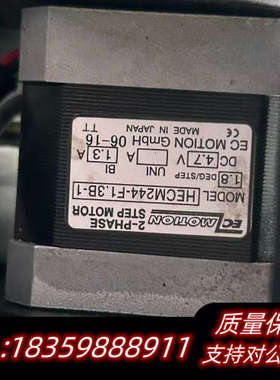 EC MOTION
2-PHASE
STEP MOTOR
MODEL HECM244-F1.3B-1
1.8 DEG/STEP DC 4.7 V
BI 1.3 A UNI A
EC MOTION GmbH 06-16
CE MADE IN JAPAN TT
质量保
:18359888911
支持对公